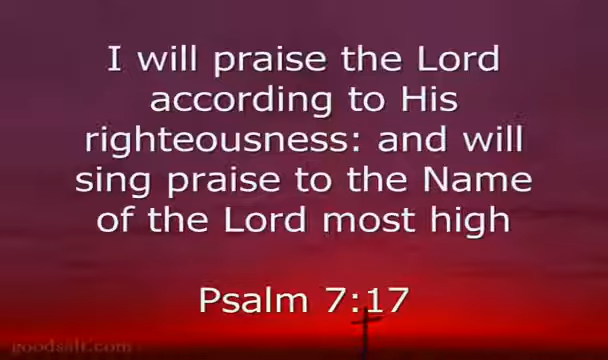 I will praise the Lord
according to His
righteousness: and will
sing praise to the Name
of the Lord most high
Psalm 7:17
goodsalt.com